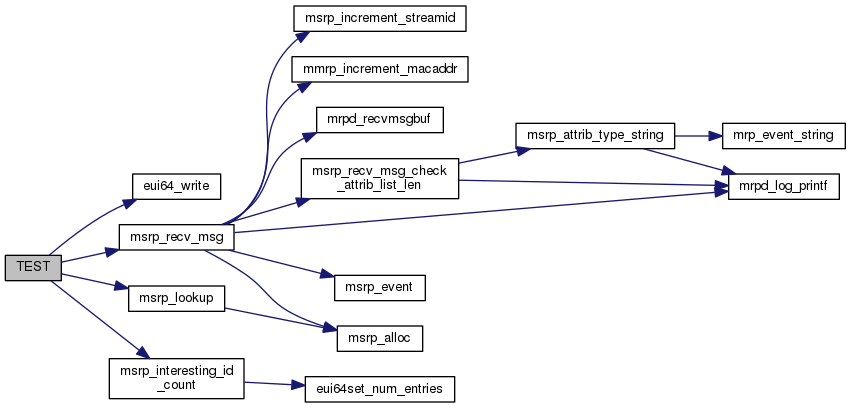 msrp_increment_streamid
mmrp_increment_macaddr
mrpd_recvmsgbuf
msrp_attrib_type_string
mrp_event_string
msrp_recv_msg_check
_attrib_list_len
mrpd_log_printf
eui64_write
msrp_recv_msg
TEST
msrp_event
msrp_lookup
msrp_alloc
msrp_interesting_id
_count
eui64set_num_entries